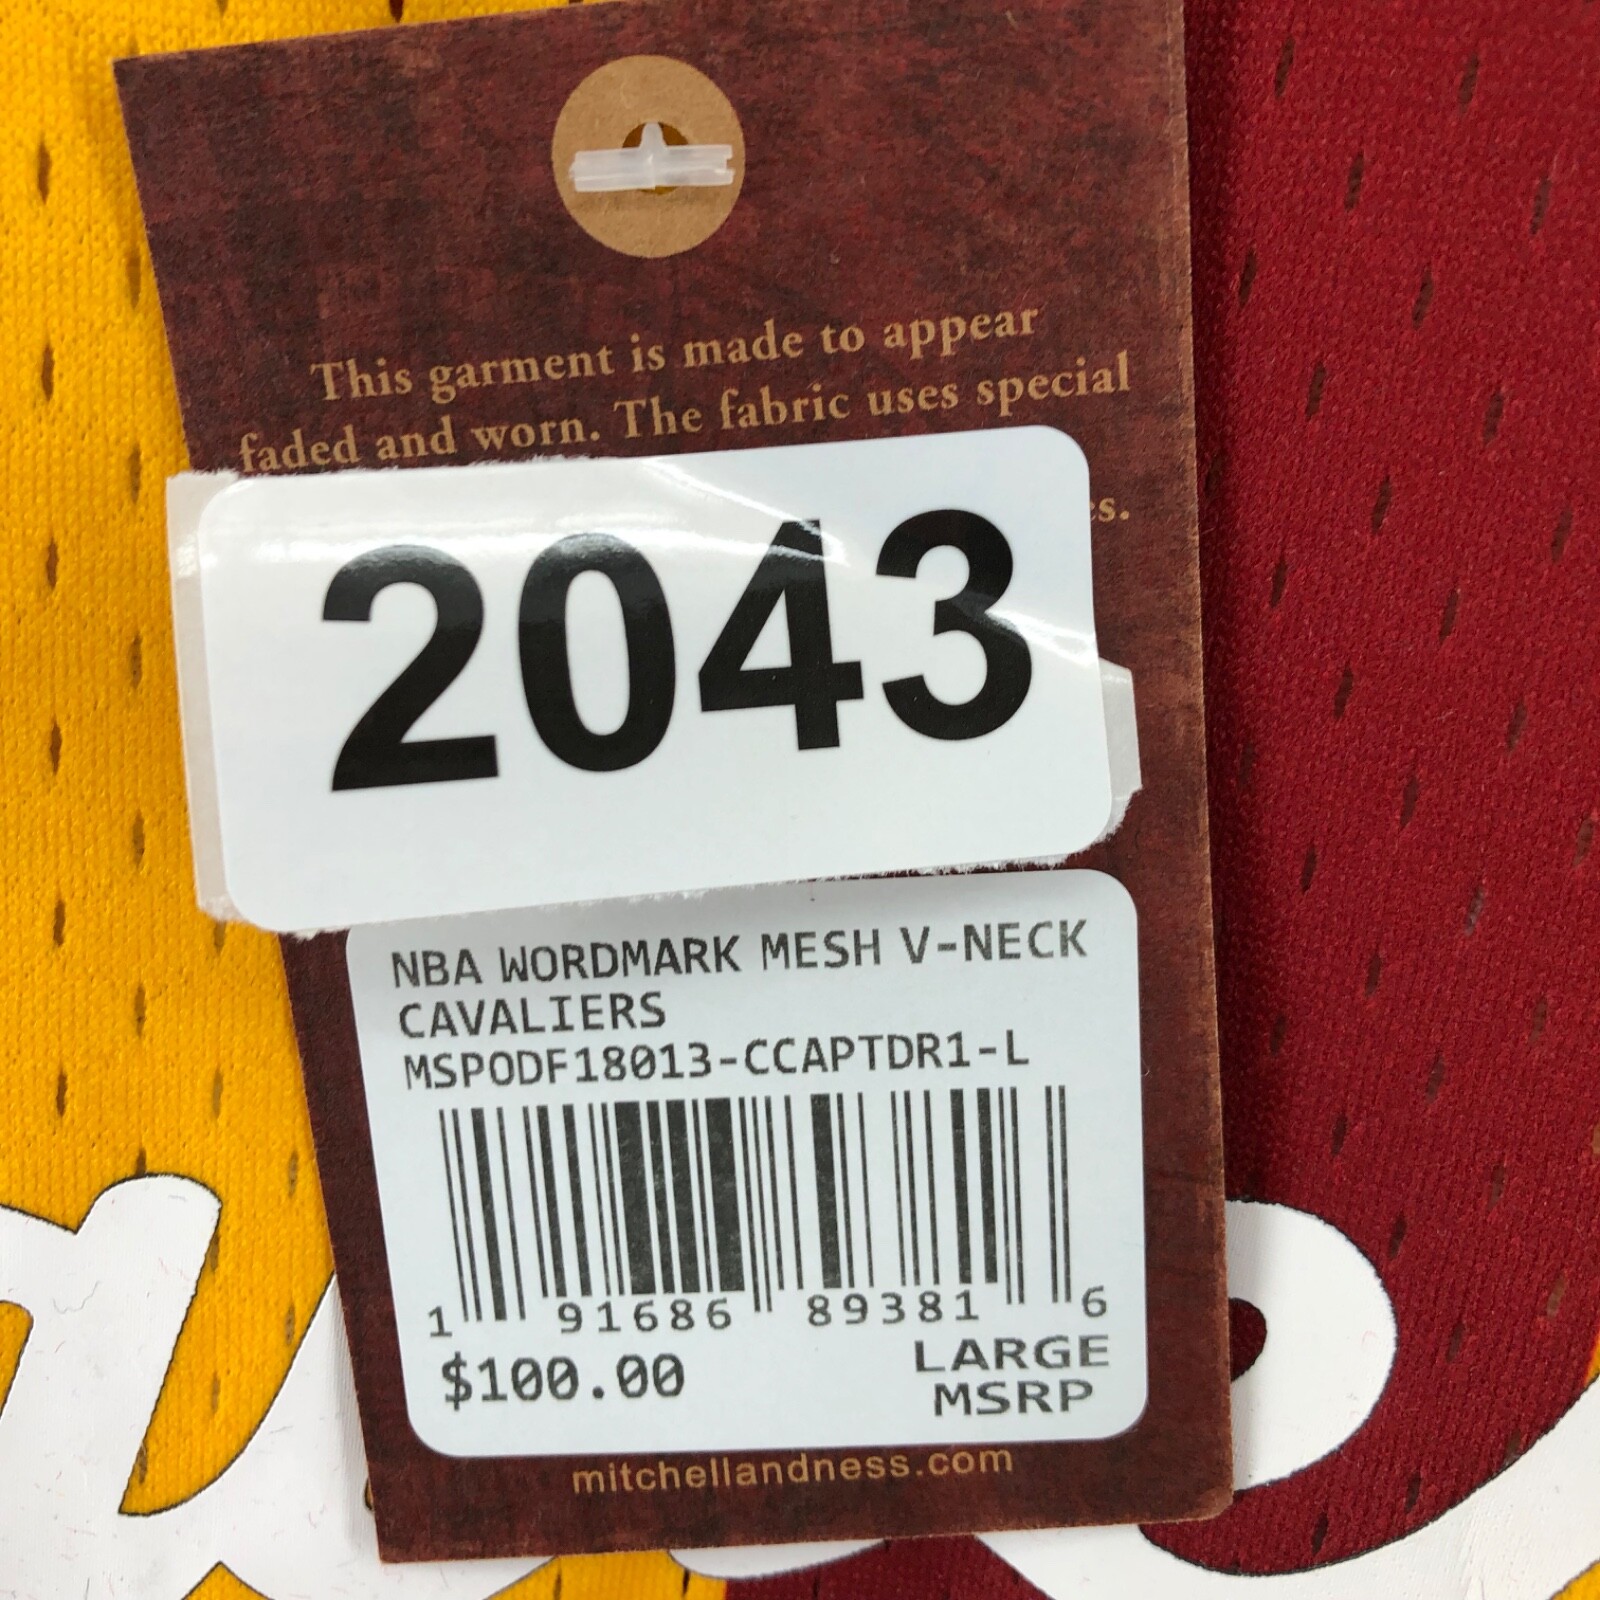 This garment is made to appear
faded and worn. The fabric uses special
2043
NBA WORDMARK MESH V-NECK
CAVALIERS
MSPODF18013-CCAPTDR1-L
1 91686 89381 6
$100.00 LARGE
MSRP
mitchellandness.com